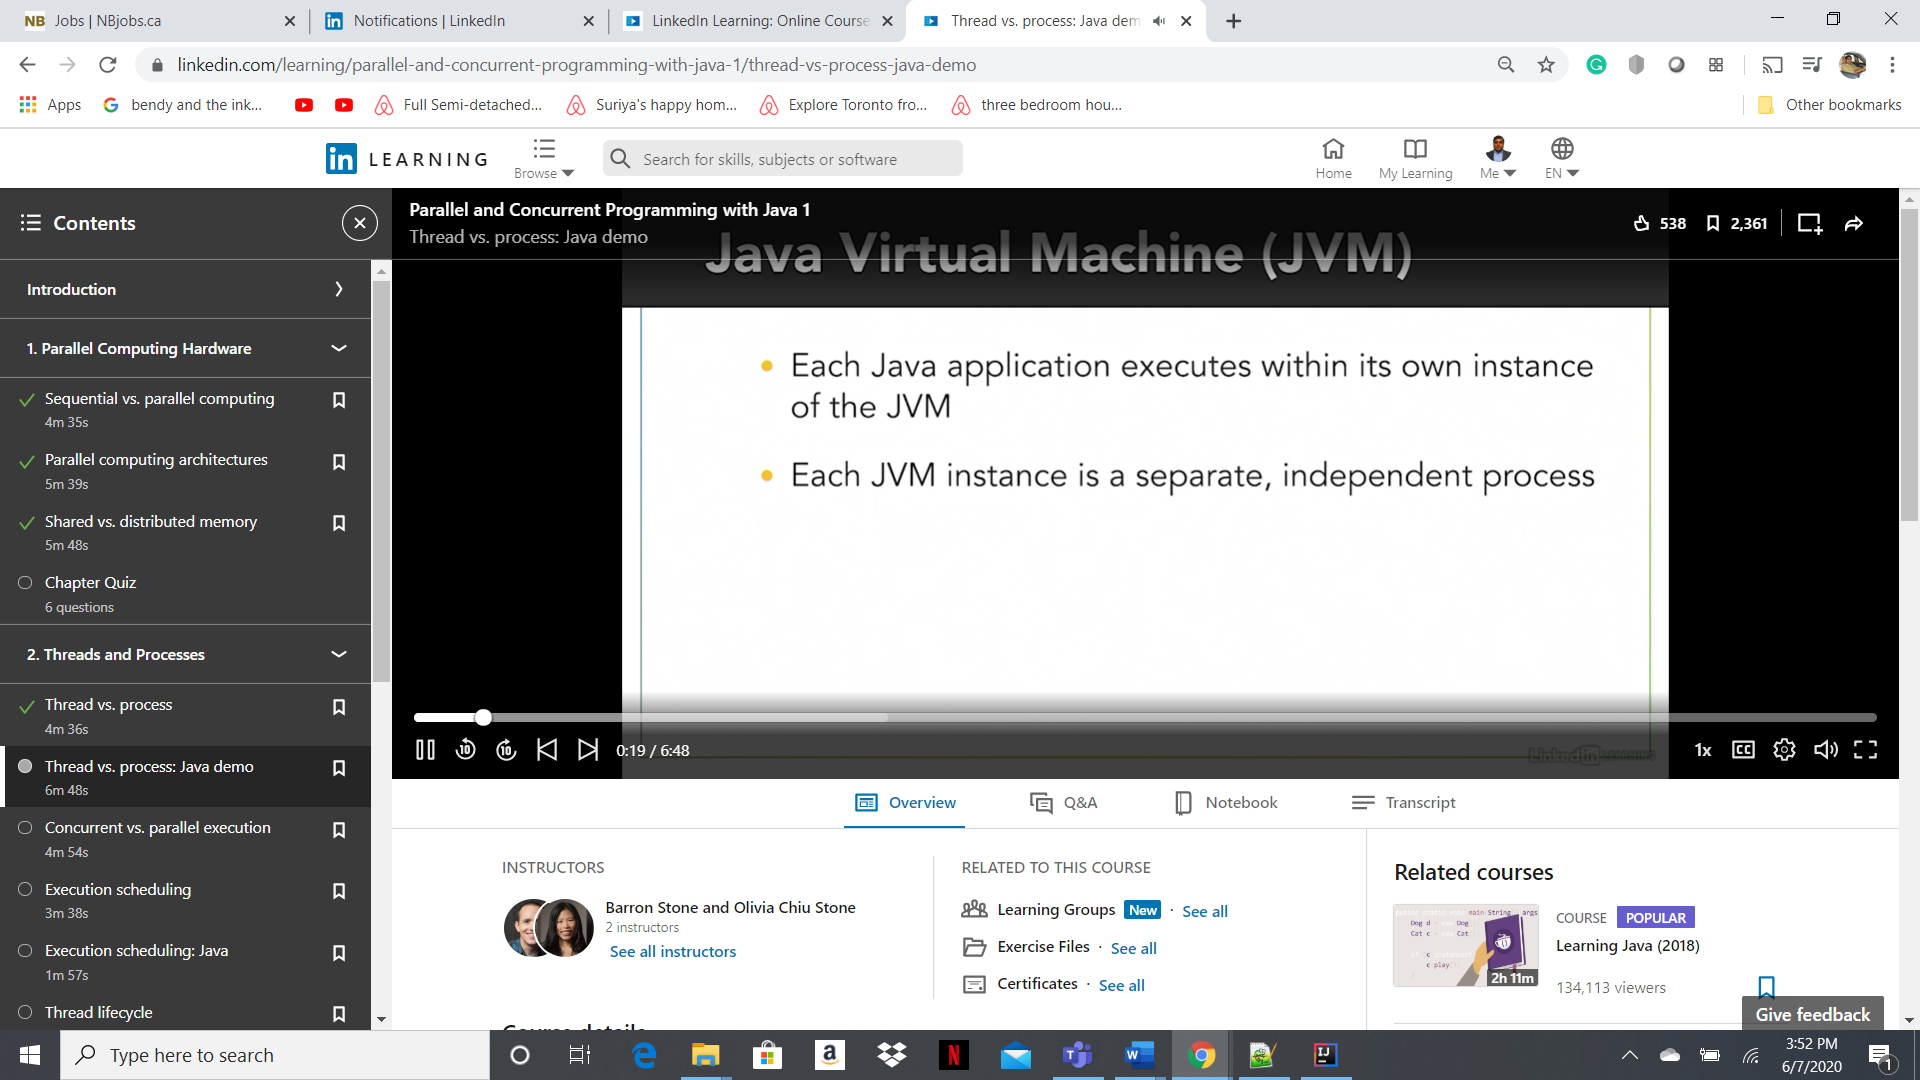 Jobs | NBjobs.ca
Notifications | LinkedIn
LinkedIn Learning: Online Course
Thread vs. process: Java dem
linkedin.com/learning/parallel-and-concurrent-programming-with-java-1/thread-vs-process-java-demo
Apps
bendy and the ink...
Full Semi-detached...
Suriya's happy hom...
Explore Toronto fro...
three bedroom hou...
Other bookmarks
in LEARNING
Browse
Search for skills, subjects or software
Home
My Learning
Me
EN
Contents
Parallel and Concurrent Programming with Java 1
Thread vs. process: Java demo
538
2,361
Introduction
1. Parallel Computing Hardware
Sequential vs. parallel computing
4m 35s
Parallel computing architectures
5m 39s
Shared vs. distributed memory
5m 48s
Chapter Quiz
6 questions
2. Threads and Processes
Thread vs. process
4m 36s
Thread vs. process: Java demo
6m 48s
Concurrent vs. parallel execution
4m 54s
Execution scheduling
3m 38s
Execution scheduling: Java
1m 57s
Thread lifecycle
Java Virtual Machine (JVM)
• Each Java application executes within its own instance
of the JVM
• Each JVM instance is a separate, independent process
0:19 / 6:48
1x
CC
LinkedIn LEARNING
Overview
Q&A
Notebook
Transcript
INSTRUCTORS
Barron Stone and Olivia Chiu Stone
2 instructors
See all instructors
RELATED TO THIS COURSE
Learning Groups New · See all
Exercise Files · See all
Certificates · See all
Related courses
COURSE POPULAR
Learning Java (2018)
134,113 viewers
2h 11m
Give feedback
Type here to search
3:52 PM
6/7/2020
1